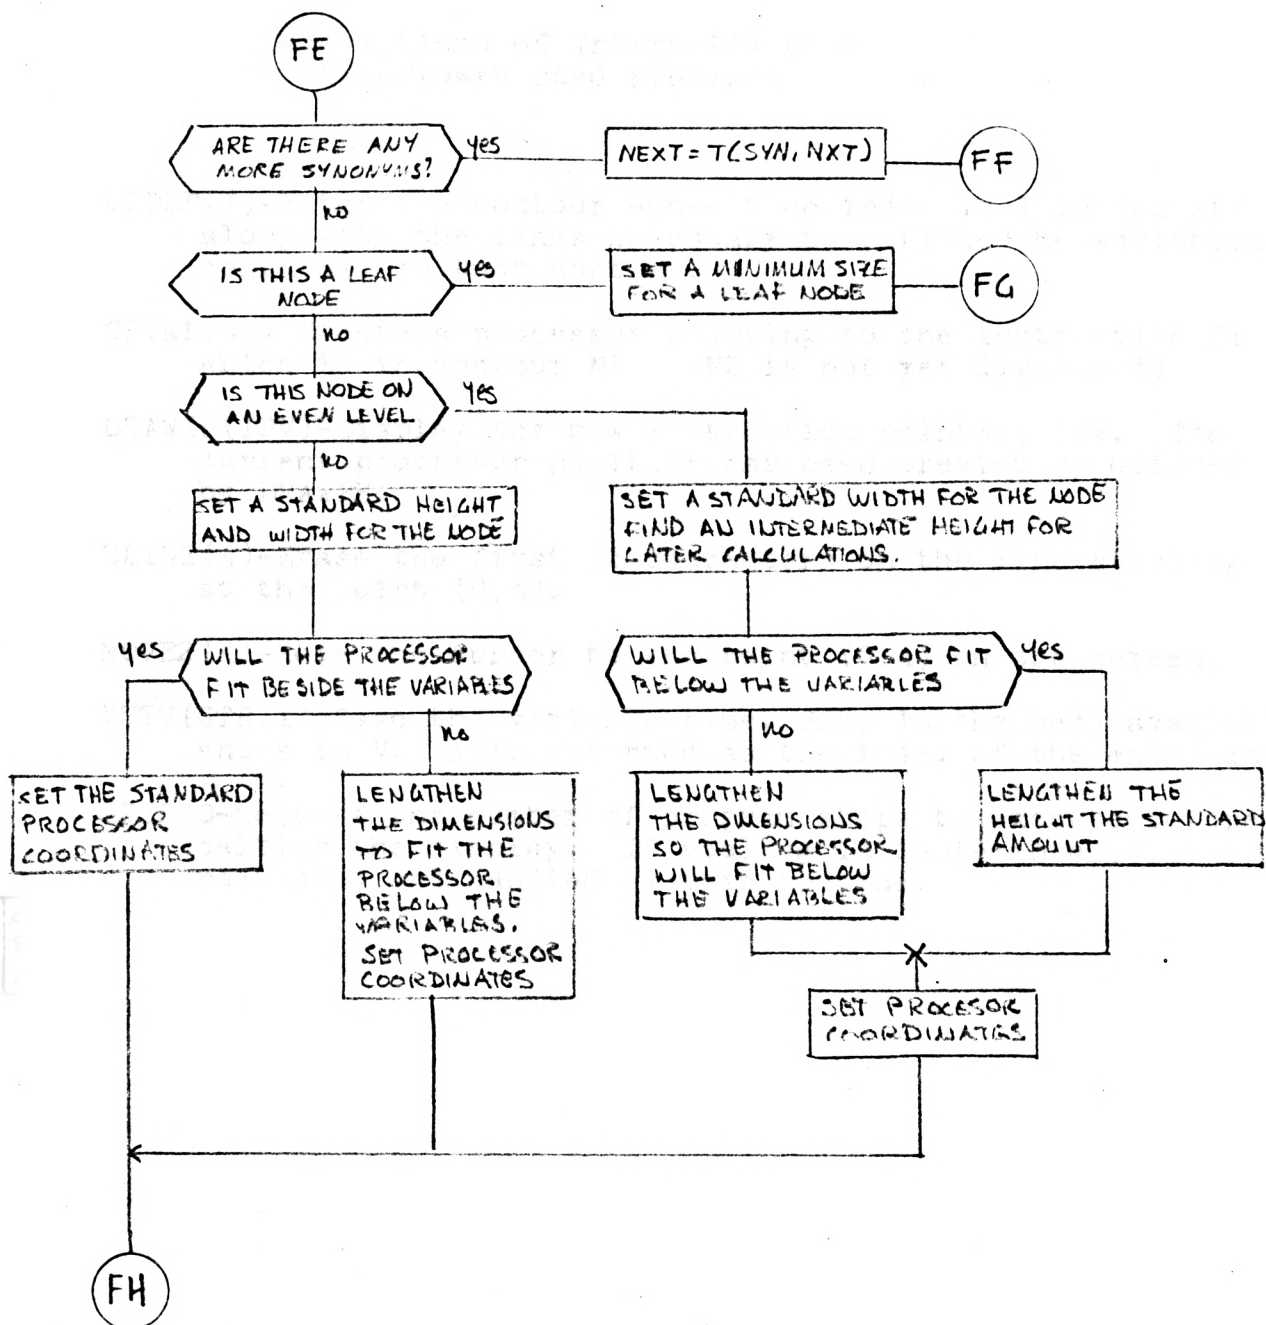 FE
ARE THERE ANY
MORE SYNONYMS?
yes
NEXT = T(SYN, NXT)
FF
no
IS THIS A LEAF
NODE
yes
SET A MINIMUM SIZE
FOR A LEAF NODE
FG
no
IS THIS NODE ON
AN EVEN LEVEL
yes
no
SET A STANDARD HEIGHT
AND WIDTH FOR THE NODE
SET A STANDARD WIDTH FOR THE NODE
FIND AN INTERMEDIATE HEIGHT FOR
LATER CALCULATIONS.
yes
WILL THE PROCESSOR
FIT BESIDE THE VARIABLES
no
WILL THE PROCESSOR FIT
BELOW THE VARIABLES
yes
no
SET THE STANDARD
PROCESSOR
COORDINATES
LENGTHEN
THE DIMENSIONS
TO FIT THE
PROCESSOR
BELOW THE
VARIABLES.
SET PROCESSOR
COORDINATES
LENGTHEN
THE DIMENSIONS
SO THE PROCESSOR
WILL FIT BELOW
THE VARIABLES
LENGTHEN THE
HEIGHT THE STANDARD
AMOUNT
SET PROCESOR
COORDINATES
FH